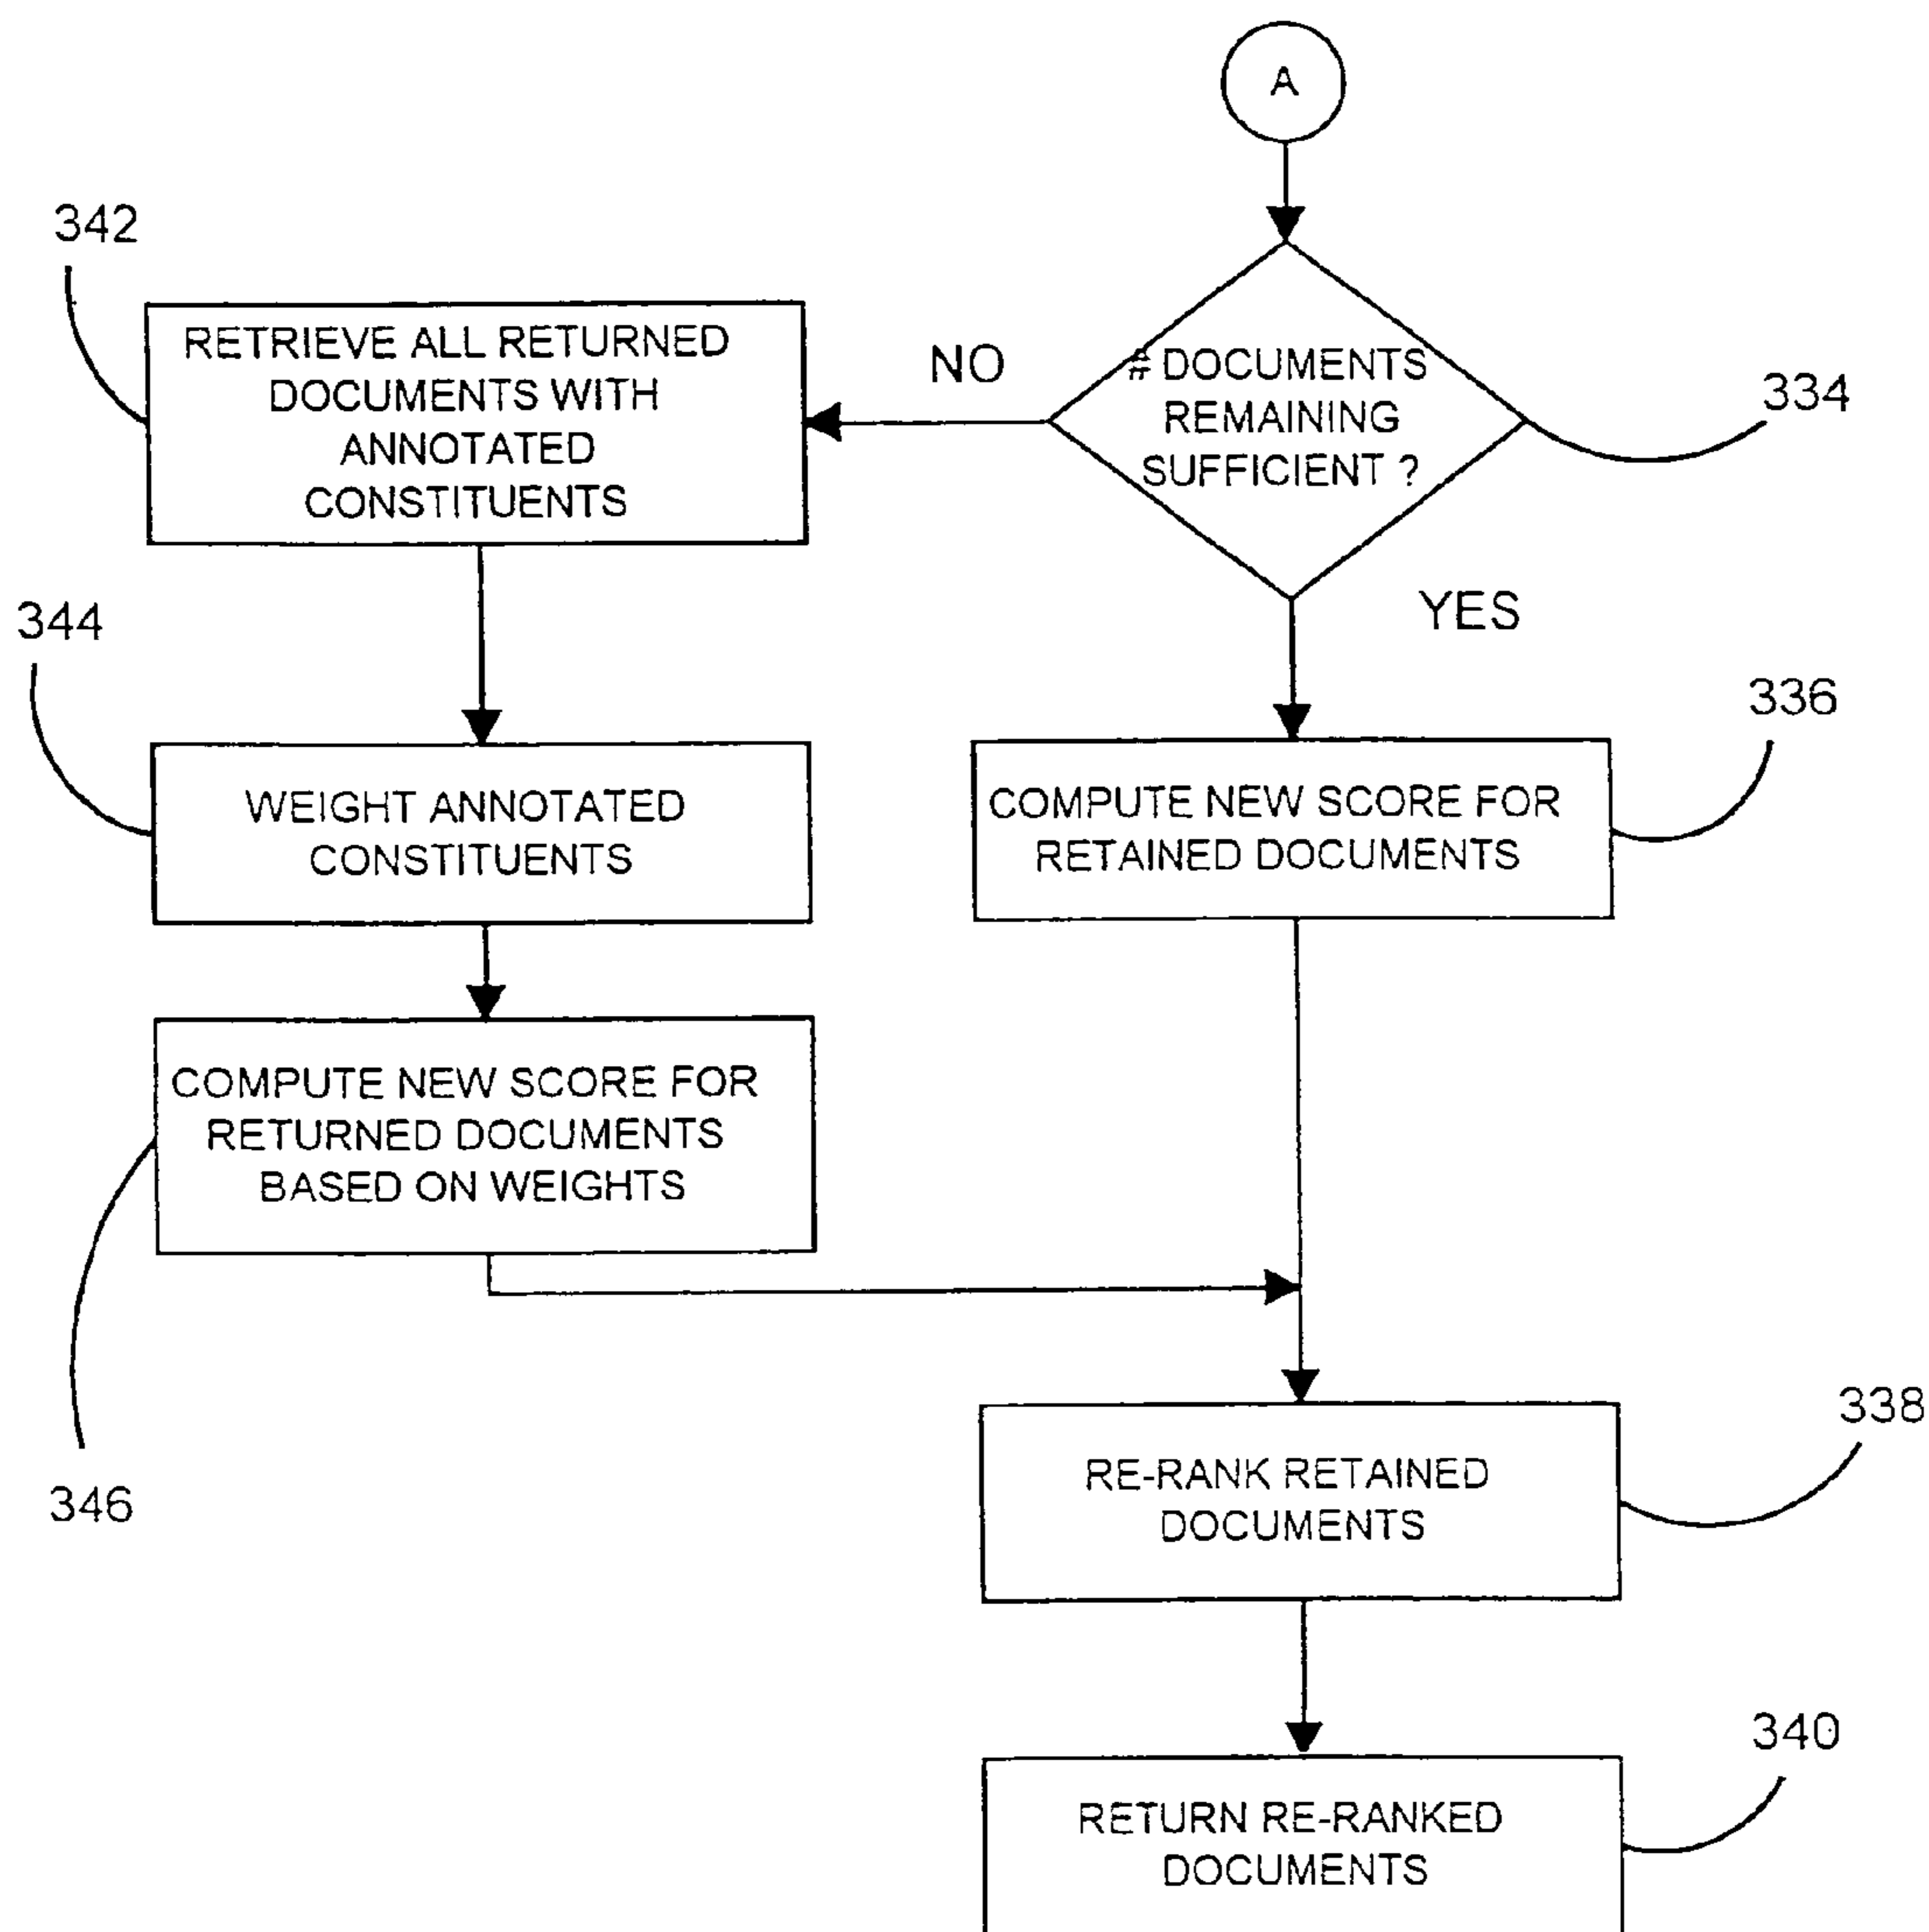 A
342
RETRIEVE ALL RETURNED
DOCUMENTS WITH
ANNOTATED
CONSTITUENTS
NO
# DOCUMENTS
REMAINING
SUFFICIENT ?
334
YES
344
WEIGHT ANNOTATED
CONSTITUENTS
336
COMPUTE NEW SCORE FOR
RETAINED DOCUMENTS
COMPUTE NEW SCORE FOR
RETURNED DOCUMENTS
BASED ON WEIGHTS
346
338
RE-RANK RETAINED
DOCUMENTS
340
RETURN RE-RANKED
DOCUMENTS